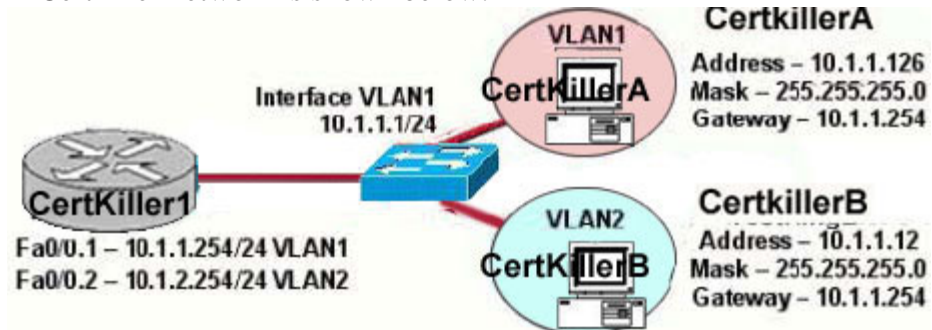 VLAN1
CertKillerA
Interface VLAN1
10.1.1.1/24
CertkillerA
Address – 10.1.1.126
Mask – 255.255.255.0
Gateway – 10.1.1.254
CertKiller1
Fa0/0.1 – 10.1.1.254/24 VLAN1
Fa0/0.2 – 10.1.2.254/24 VLAN2
VLAN2
CertKillerB
CertkillerB
Address – 10.1.1.12
Mask – 255.255.255.0
Gateway – 10.1.1.254